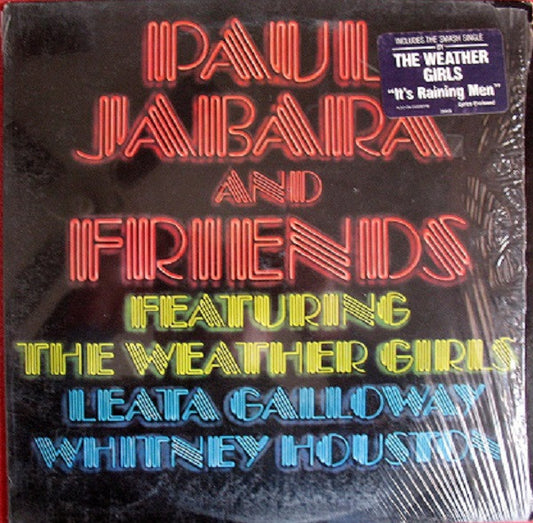 PAUL
JABARA
AND
FRIENDS
FEATURING
THE WEATHER GIRLS
LEATA GALLOWAY
WHITNEY HOUSTON
INCLUDES THE SMASH SINGLE
BY
THE WEATHER
GIRLS
"It's Raining Men"